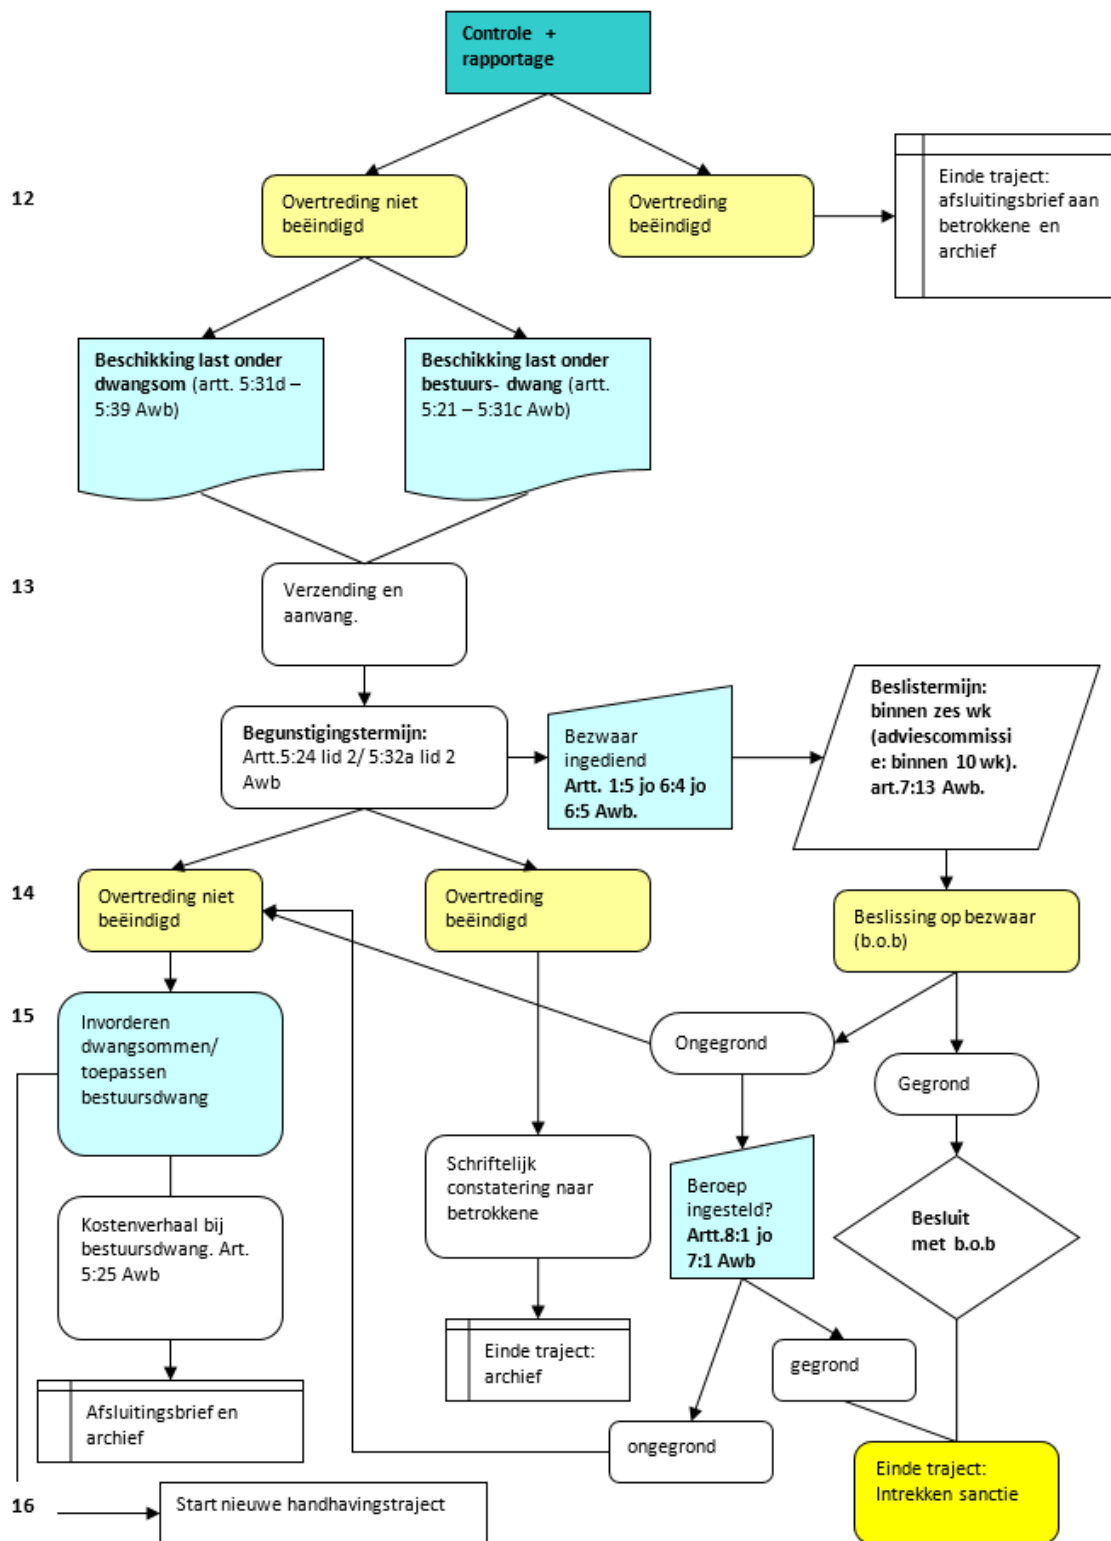 Controle +
rapportage
12
Overtreding niet
beëindigd
Overtreding
beëindigd
Einde traject:
afsluitingsbrief aan
betrokkene en
archief
Beschikking last onder
dwangsom (artt. 5:31d –
5:39 Awb)
Beschikking last onder
bestuurs- dwang (artt.
5:21 – 5:31c Awb)
13
Verzending en
aanvang.
Begunstigingstermijn:
Artt.5:24 lid 2/ 5:32a lid 2
Awb
Bezwaar
ingediend
Artt. 1:5 jo 6:4 jo
6:5 Awb.
Beslistermijn:
binnen zes wk
(adviescommissi
e: binnen 10 wk).
art.7:13 Awb.
14
Overtreding niet
beëindigd
Overtreding
beëindigd
Beslissing op bezwaar
(b.o.b)
15
Invorderen
dwangsommen/
toepassen
bestuursdwang
Ongegrond
Gegrond
Schriftelijk
constatering naar
betrokkene
Beroep
ingesteld?
Artt.8:1 jo
7:1 Awb
Besluit
met b.o.b
Kostenverhaal bij
bestuursdwang. Art.
5:25 Awb
Einde traject:
archief
gegrond
Afsluitingsbrief en
archief
ongegrond
Einde traject:
Intrekken sanctie
16
Start nieuwe handhavingstraject